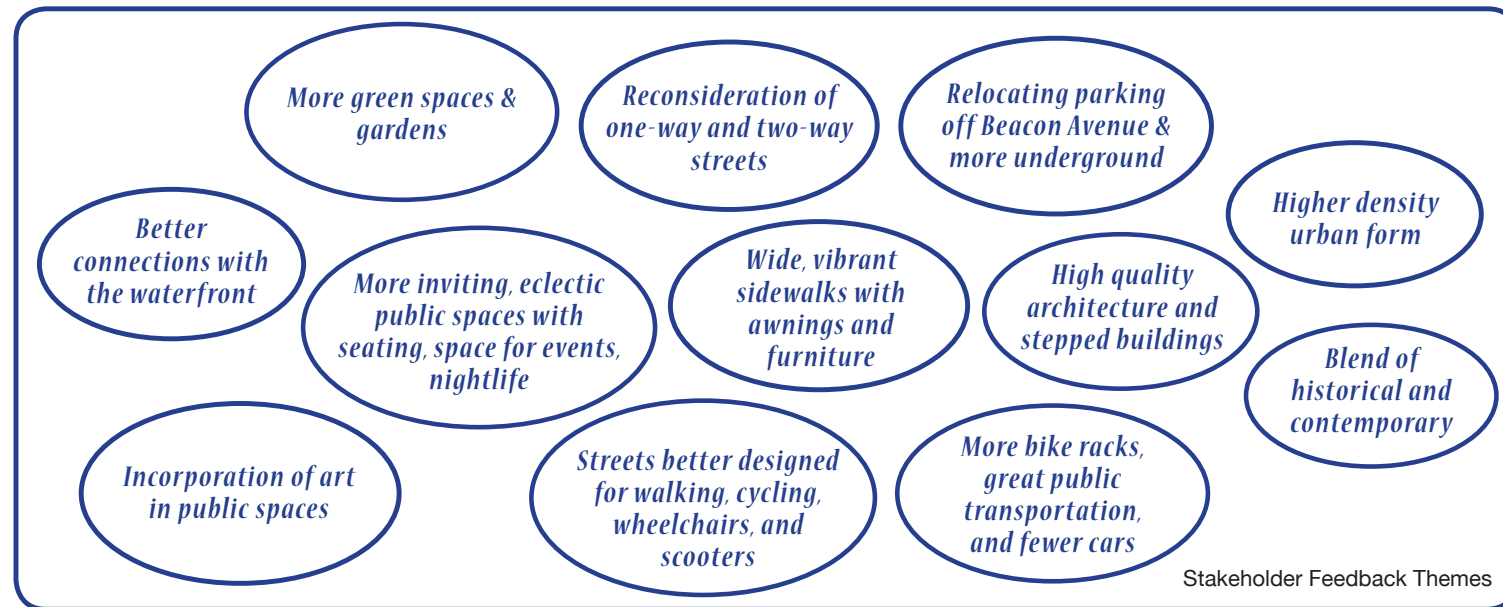 More green spaces &
gardens
Reconsideration of
one-way and two-way
streets
Relocating parking
off Beacon Avenue &
more underground
Higher density
urban form
Better
connections with
the waterfront
More inviting, eclectic
public spaces with
seating, space for events,
nightlife
Wide, vibrant
sidewalks with
awnings and
furniture
High quality
architecture and
stepped buildings
Blend of
historical and
contemporary
Incorporation of art
in public spaces
Streets better designed
for walking, cycling,
wheelchairs, and
scooters
More bike racks,
great public
transportation,
and fewer cars
Stakeholder Feedback Themes